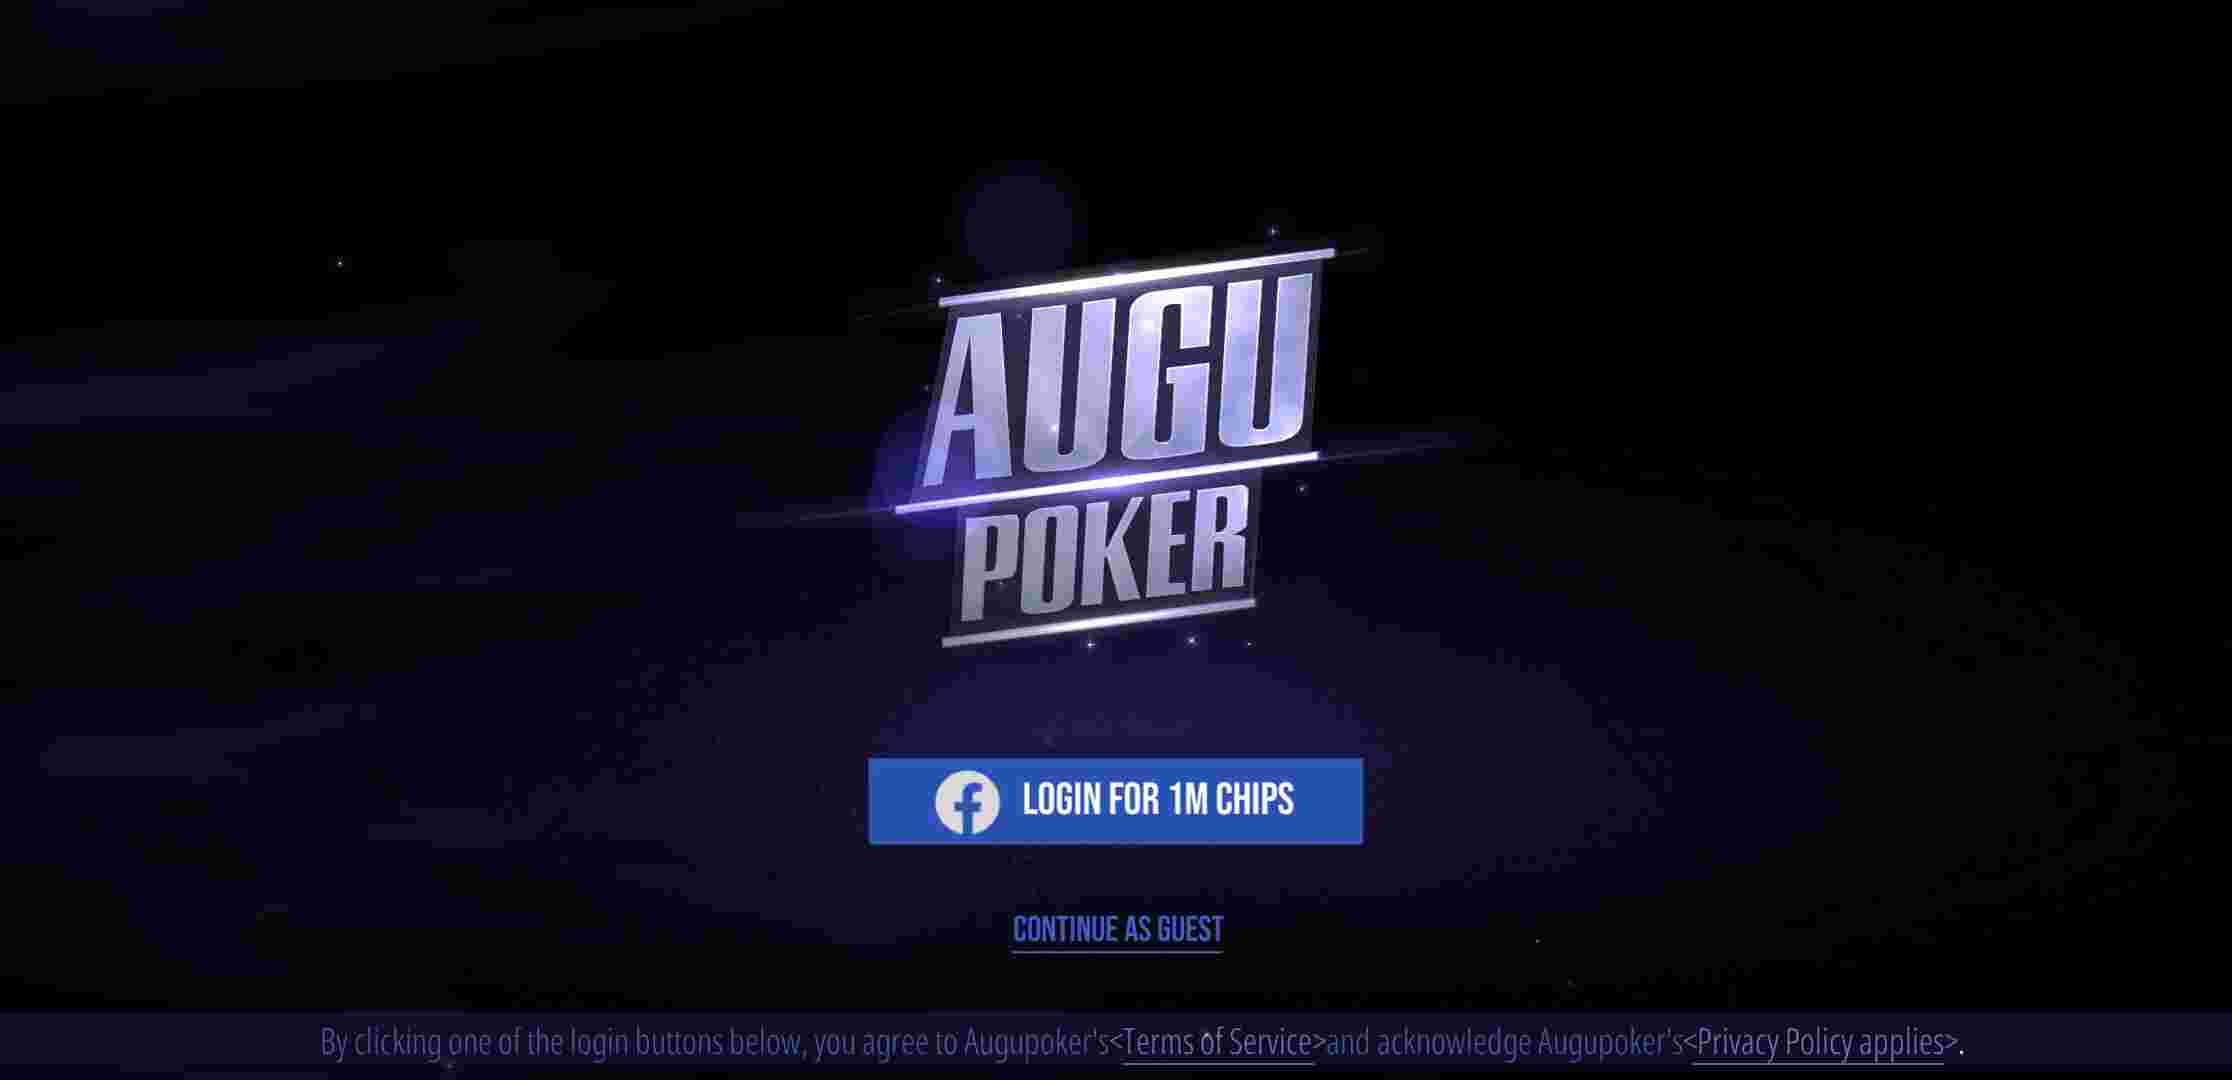 AUGU
POKER
LOGIN FOR 1M CHIPS
CONTINUE AS GUEST
By clicking one of the login buttons below, you agree to Augupoker's<Terms of Service>and acknowledge Augupoker's<Privacy Policy applies>.